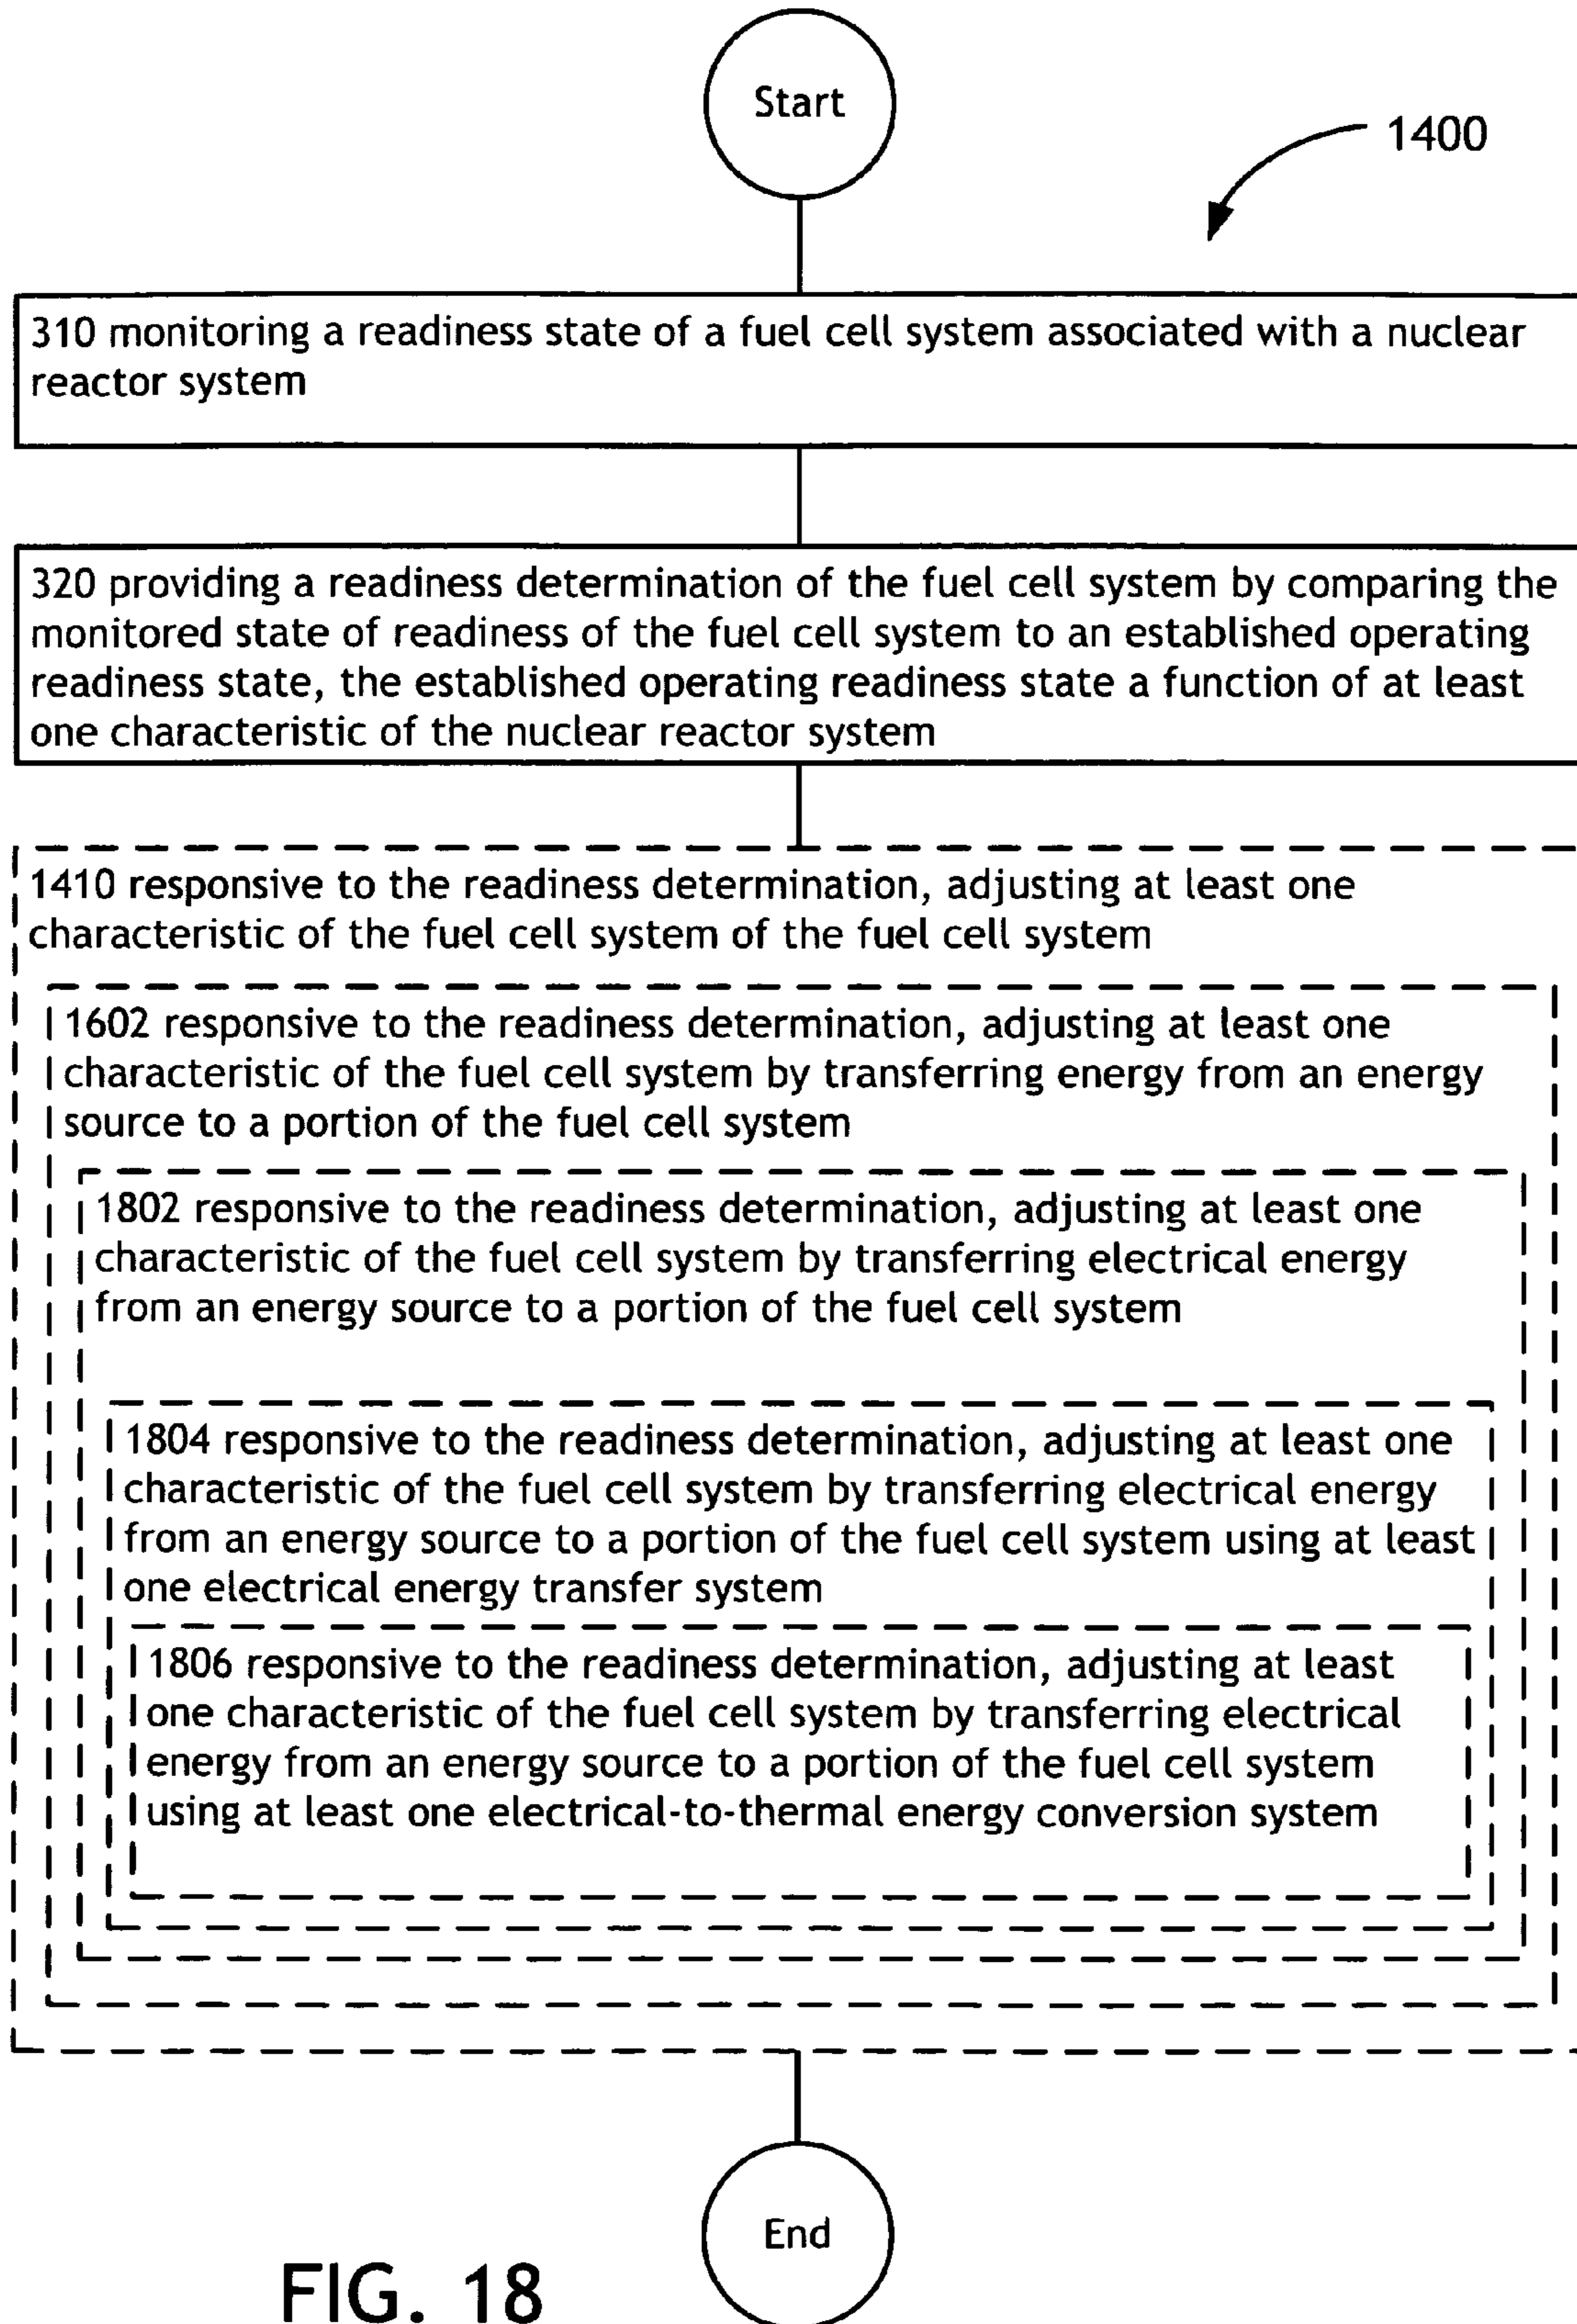 Start
1400
310 monitoring a readiness state of a fuel cell system associated with a nuclear
reactor system
320 providing a readiness determination of the fuel cell system by comparing the
monitored state of readiness of the fuel cell system to an established operating
readiness state, the established operating readiness state a function of at least
one characteristic of the nuclear reactor system
1410 responsive to the readiness determination, adjusting at least one
characteristic of the fuel cell system of the fuel cell system
1602 responsive to the readiness determination, adjusting at least one
characteristic of the fuel cell system by transferring energy from an energy
source to a portion of the fuel cell system
1802 responsive to the readiness determination, adjusting at least one
characteristic of the fuel cell system by transferring electrical energy
from an energy source to a portion of the fuel cell system
1804 responsive to the readiness determination, adjusting at least one
characteristic of the fuel cell system by transferring electrical energy
from an energy source to a portion of the fuel cell system using at least
one electrical energy transfer system
1806 responsive to the readiness determination, adjusting at least
one characteristic of the fuel cell system by transferring electrical
energy from an energy source to a portion of the fuel cell system
using at least one electrical-to-thermal energy conversion system
End
FIG. 18